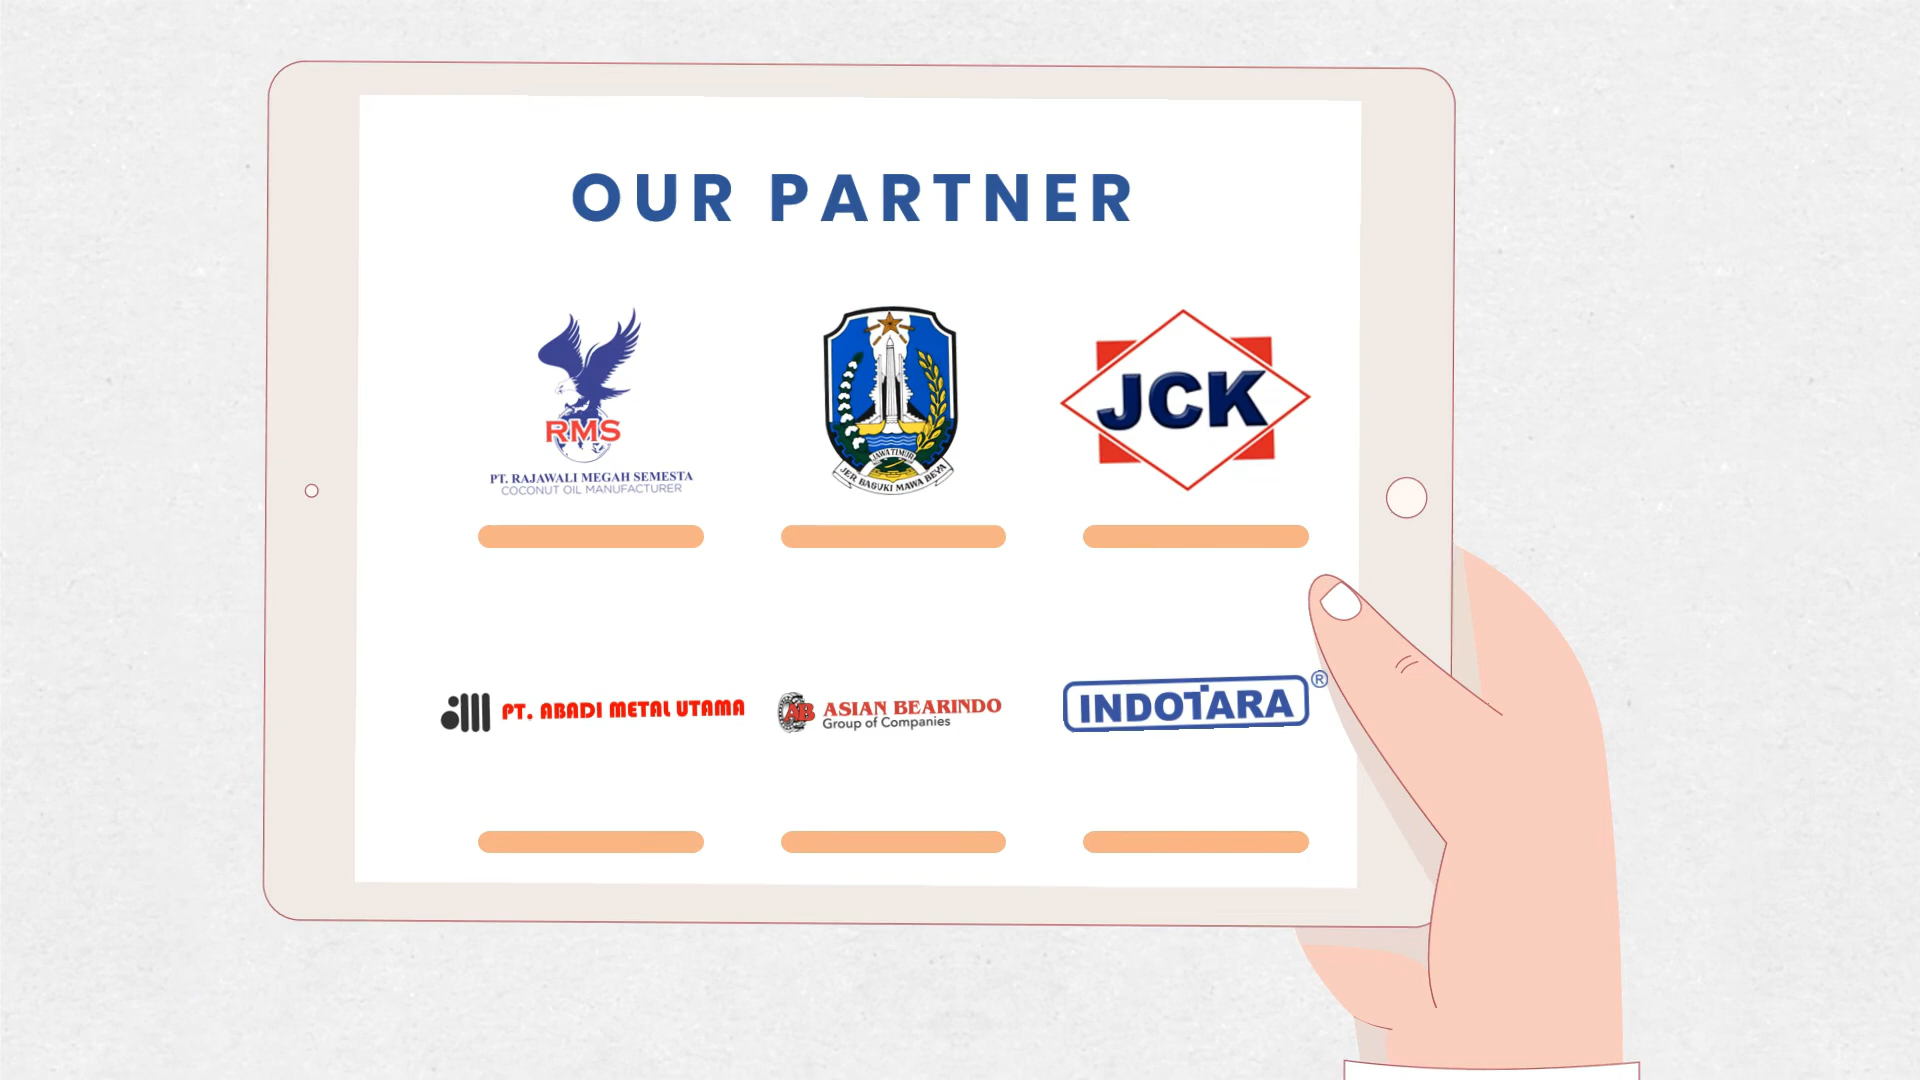 OUR PARTNER
RMS
PT. RAJAWALI MEGAH SEMESTA
COCONUT OIL MANUFACTURER
JAWA TIMUR
JER BASUKI MAWA BEYA
JCK
PT. ABADI METAL UTAMA
AB
ASIAN BEARINDO
Group of Companies
INDOTARA®